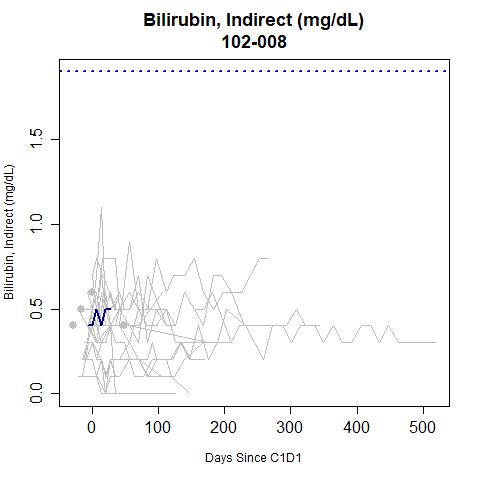 Bilirubin, Indirect (mg/dL)
102-008
Bilirubin, Indirect (mg/dL)
1.5
1.0
0.5
0.0
0 100 200 300 400 500
Days Since C1D1